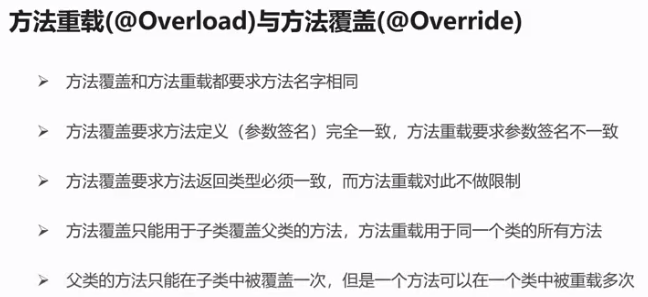 方法重载(@Overload)与方法覆盖(@Override)
方法覆盖和方法重载都要求方法名字相同
方法覆盖要求方法定义（参数签名）完全一致，方法重载要求参数签名不一致
方法覆盖要求方法返回类型必须一致，而方法重载对此不做限制
方法覆盖只能用于子类覆盖父类的方法，方法重载用于同一个类的所有方法
父类的方法只能在子类中被覆盖一次，但是一个方法可以在一个类中被重载多次